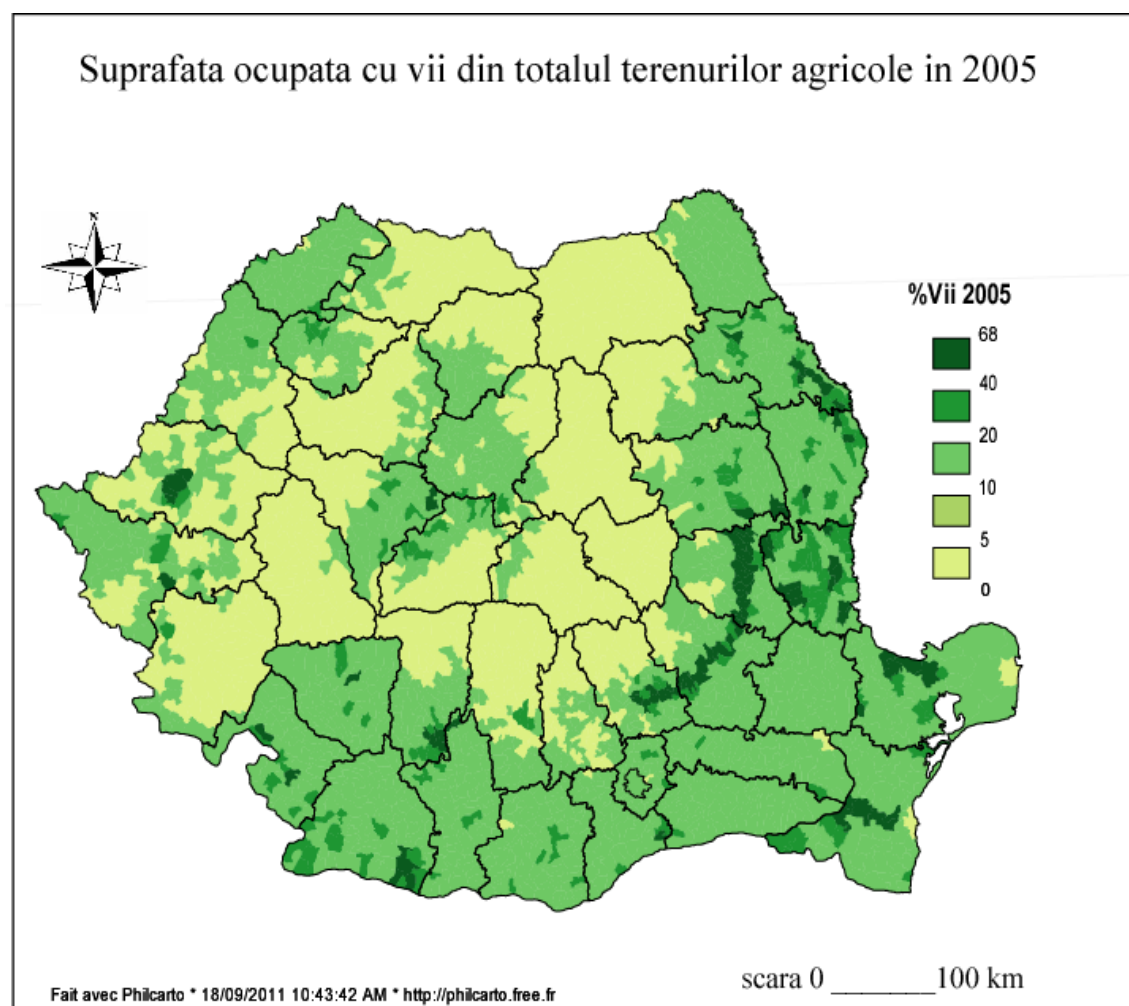 Suprafata ocupata cu vii din totalul terenurilor agricole in 2005
N
%Vii 2005
68
40
20
10
5
0
scara 0 ________100 km
Fait avec Philcarto * 18/09/2011 10:43:42 AM * http://philcarto.free.fr